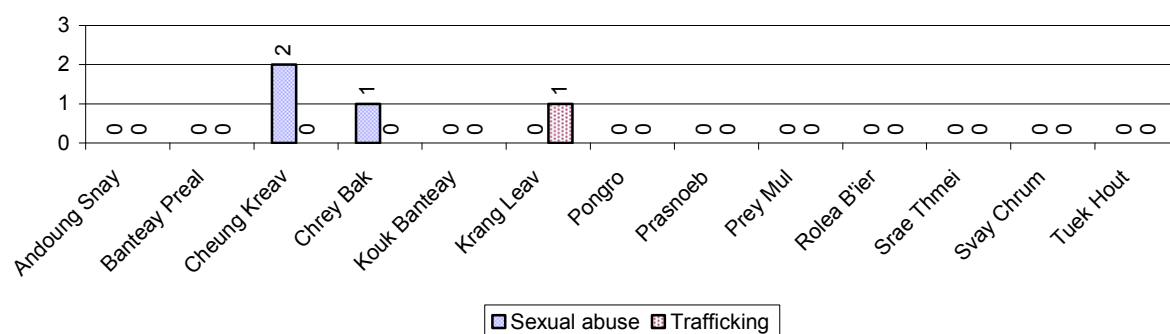 3
2
1
0
0 0 0 0 2 0 1 0 0 0 0 1 0 0 0 0 0 0 0 0 0 0 0 0 0 0
Andoung Snay
Banteay Preal
Cheung Kreav
Chrey Bak
Kouk Banteay
Krang Leav
Pongro
Prasnoeb
Prey Mul
Rolea B'ier
Srae Thmei
Svay Chrum
Tuek Hout
Sexual abuse Trafficking